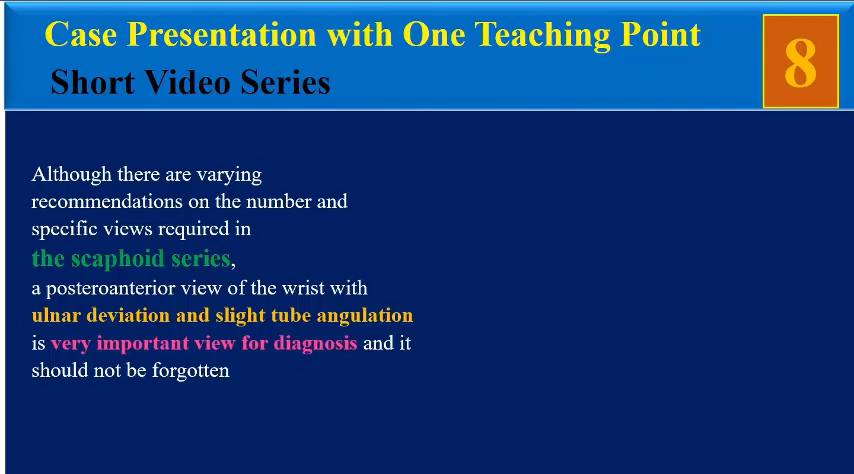 Case Presentation with One Teaching Point
Short Video Series
8
Although there are varying
recommendations on the number and
specific views required in
the scaphoid series,
a posteroanterior view of the wrist with
ulnar deviation and slight tube angulation
is very important view for diagnosis and it
should not be forgotten